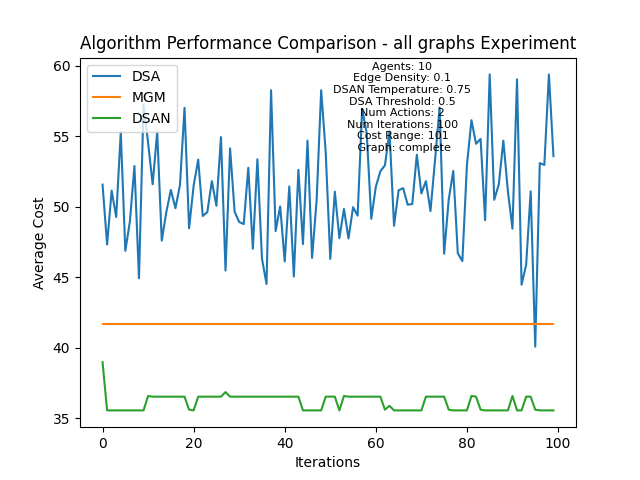 Algorithm Performance Comparison - all graphs Experiment
DSA
MGM
DSAN
Agents: 10
Edge Density: 0.1
DSAN Temperature: 0.75
DSA Threshold: 0.5
Num Actions: 2
Num Iterations: 100
Cost Range: 101
Graph: complete
Average Cost
60
55
50
45
40
35
0
20
40
60
80
100
Iterations